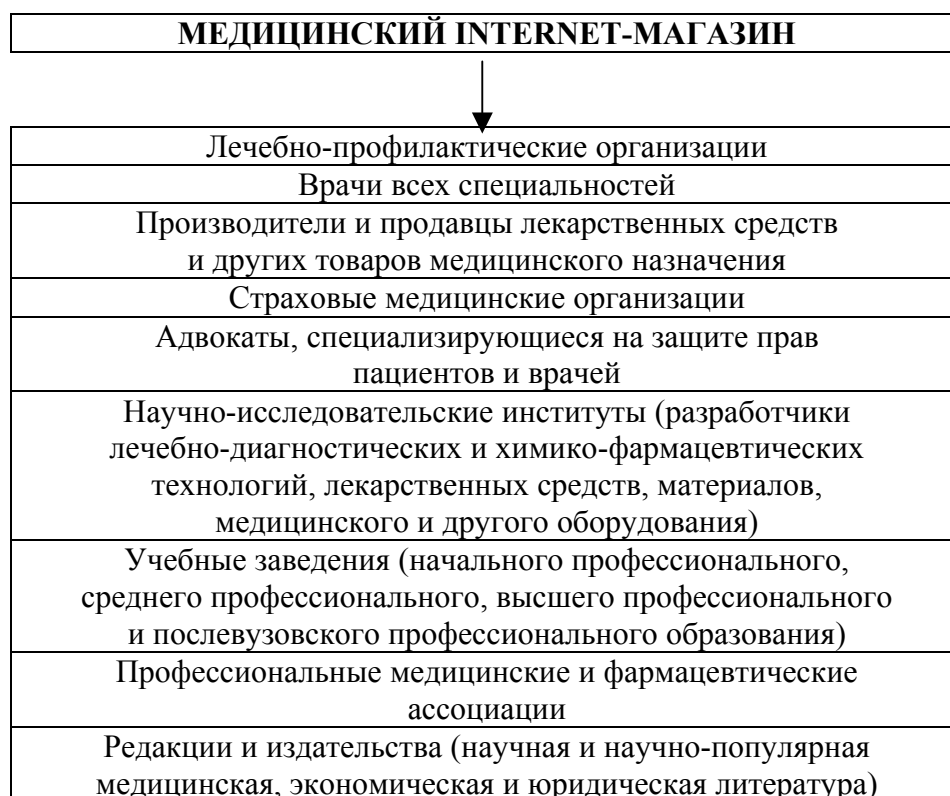 МЕДИЦИНСКИЙ INTERNET-МАГАЗИН
Лечебно-профилактические организации
Врачи всех специальностей
Производители и продавцы лекарственных средств
и других товаров медицинского назначения
Страховые медицинские организации
Адвокаты, специализирующиеся на защите прав
пациентов и врачей
Научно-исследовательские институты (разработчики
лечебно-диагностических и химико-фармацевтических
технологий, лекарственных средств, материалов,
медицинского и другого оборудования)
Учебные заведения (начального профессионального,
среднего профессионального, высшего профессионального
и послевузовского профессионального образования)
Профессиональные медицинские и фармацевтические
ассоциации
Редакции и издательства (научная и научно-популярная
медицинская, экономическая и юридическая литература)